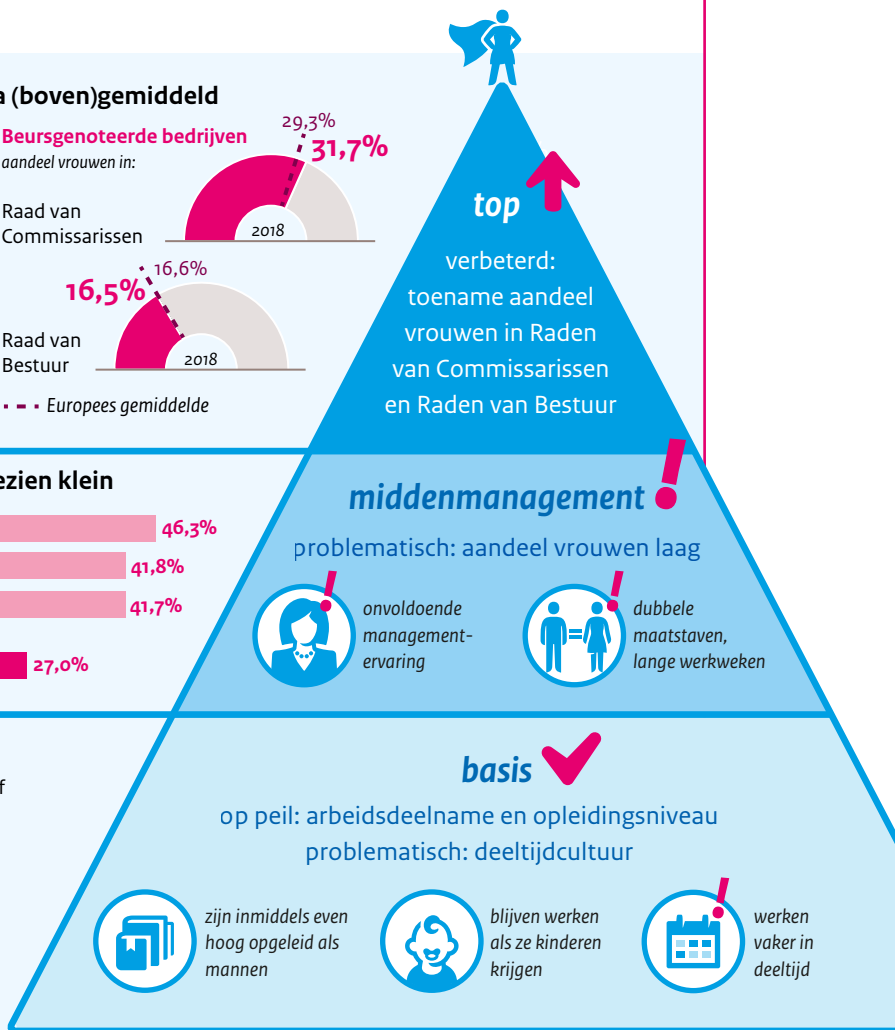 a (boven)gemiddeld
Beursgenoteerde bedrijven
aandeel vrouwen in:
29,3%
31,7%
Raad van
Commissarissen
2018
16,6%
16,5%
Raad van
Bestuur
2018
Europees gemiddelde
top
verbeterd:
toename aandeel
vrouwen in Raden
van Commissarissen
en Raden van Bestuur
ezien klein
46,3%
41,8%
41,7%
27,0%
middenmanagement
problematisch: aandeel vrouwen laag
onvoldoende
management-
ervaring
=
dubbele
maatstaven,
lange werkweken
f
basis
op peil: arbeidsdeelname en opleidingsniveau
problematisch: deeltijdcultuur
zijn inmiddels even
hoog opgeleid als
mannen
blijven werken
als ze kinderen
krijgen
werken
vaker in
deeltijd